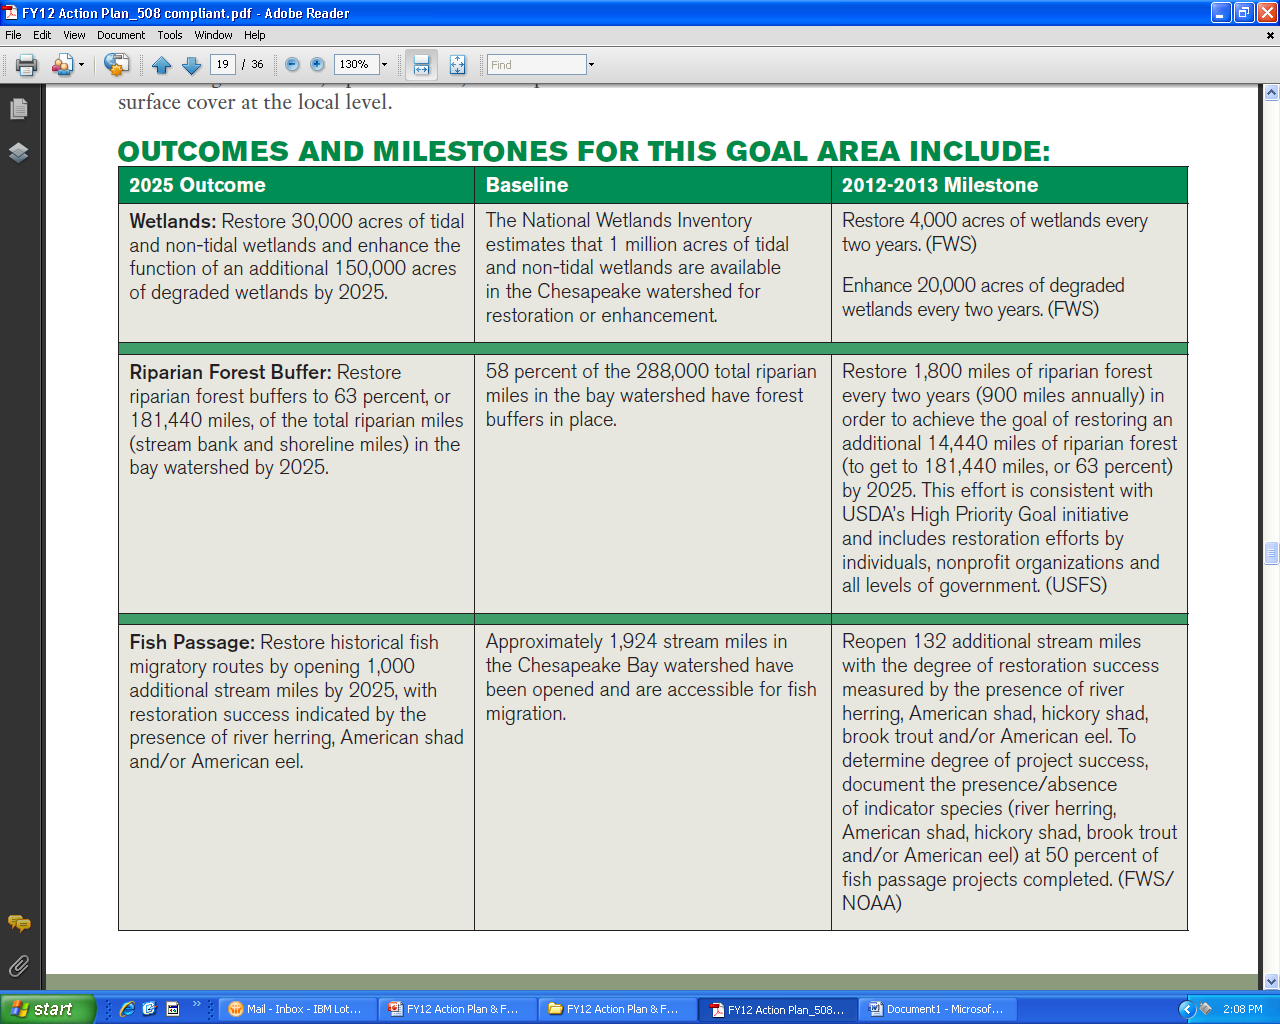 FY12 Action Plan_508 compliant.pdf - Adobe Reader
File Edit View Document Tools Window Help
19 / 36 130% Find
surface cover at the local level.
OUTCOMES AND MILESTONES FOR THIS GOAL AREA INCLUDE:
2025 Outcome
Baseline
2012-2013 Milestone
Wetlands: Restore 30,000 acres of tidal
and non-tidal wetlands and enhance the
function of an additional 150,000 acres
of degraded wetlands by 2025.
The National Wetlands Inventory
estimates that 1 million acres of tidal
and non-tidal wetlands are available
in the Chesapeake watershed for
restoration or enhancement.
Restore 4,000 acres of wetlands every
two years. (FWS)
Enhance 20,000 acres of degraded
wetlands every two years. (FWS)
Riparian Forest Buffer: Restore
riparian forest buffers to 63 percent, or
181,440 miles, of the total riparian miles
(stream bank and shoreline miles) in the
bay watershed by 2025.
58 percent of the 288,000 total riparian
miles in the bay watershed have forest
buffers in place.
Restore 1,800 miles of riparian forest
every two years (900 miles annually) in
order to achieve the goal of restoring an
additional 14,440 miles of riparian forest
(to get to 181,440 miles, or 63 percent)
by 2025. This effort is consistent with
USDA's High Priority Goal initiative
and includes restoration efforts by
individuals, nonprofit organizations and
all levels of government. (USFS)
Fish Passage: Restore historical fish
migratory routes by opening 1,000
additional stream miles by 2025, with
restoration success indicated by the
presence of river herring, American shad
and/or American eel.
Approximately 1,924 stream miles in
the Chesapeake Bay watershed have
been opened and are accessible for fish
migration.
Reopen 132 additional stream miles
with the degree of restoration success
measured by the presence of river
herring, American shad, hickory shad,
brook trout and/or American eel. To
determine degree of project success,
document the presence/absence
of indicator species (river herring,
American shad, hickory shad, brook trout
and/or American eel) at 50 percent of
fish passage projects completed. (FWS/
NOAA)
start
Mail - Inbox - IBM Lot...
FY12 Action Plan & F...
FY12 Action Plan & F...
FY12 Action Plan_508...
Document1 - Microsof...
2:08 PM